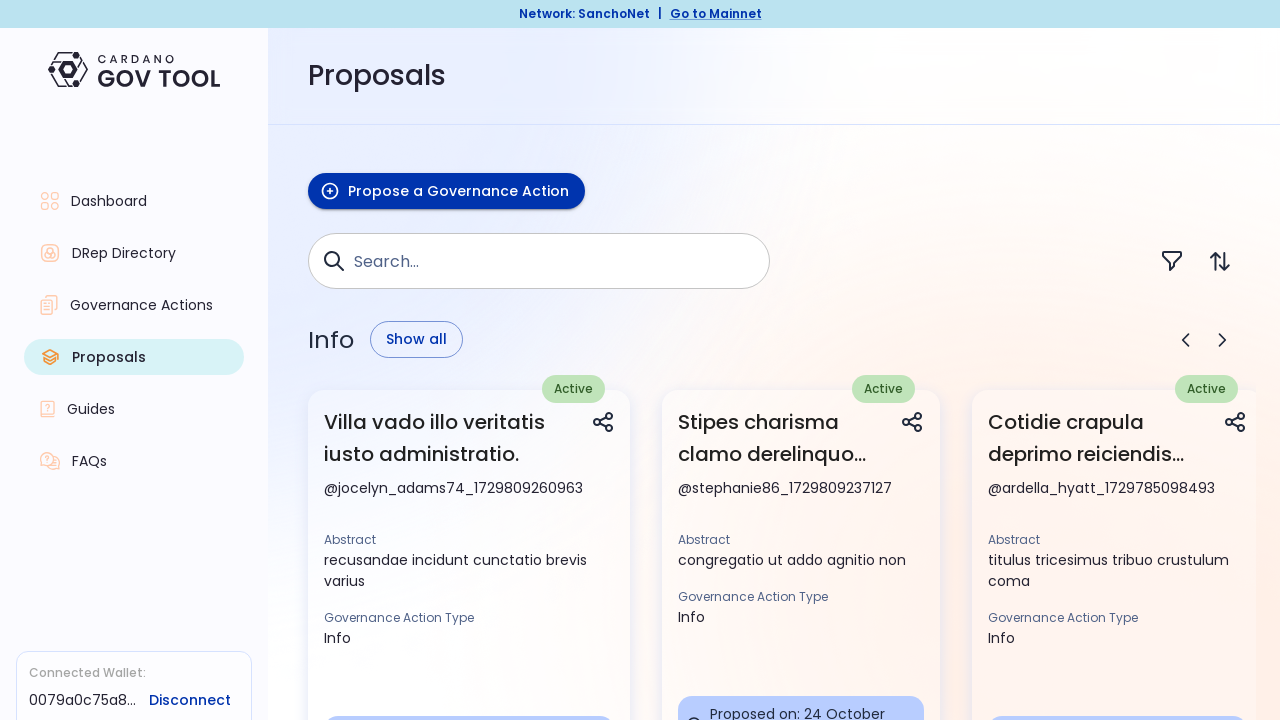 Network: SanchoNet | Go to Mainnet
CARDANO
GOV TOOL
Proposals
Dashboard
DRep Directory
Governance Actions
Proposals
Guides
FAQs
Connected Wallet:
0079a0c75a8... Disconnect
Propose a Governance Action
Search...
Info Show all
Active
Villa vado illo veritatis
iusto administratio.
@jocelyn_adams74_1729809260963
Abstract
recusandae incidunt cunctatio brevis
varius
Governance Action Type
Info
Active
Stipes charisma
clamo derelinquo...
@stephanie86_1729809237127
Abstract
congregatio ut addo agnitio non
Governance Action Type
Info
Proposed on: 24 October
Active
Cotidie crapula
deprimo reiciendis...
@ardella_hyatt_1729785098493
Abstract
titulus tricesimus tribuo crustulum
coma
Governance Action Type
Info